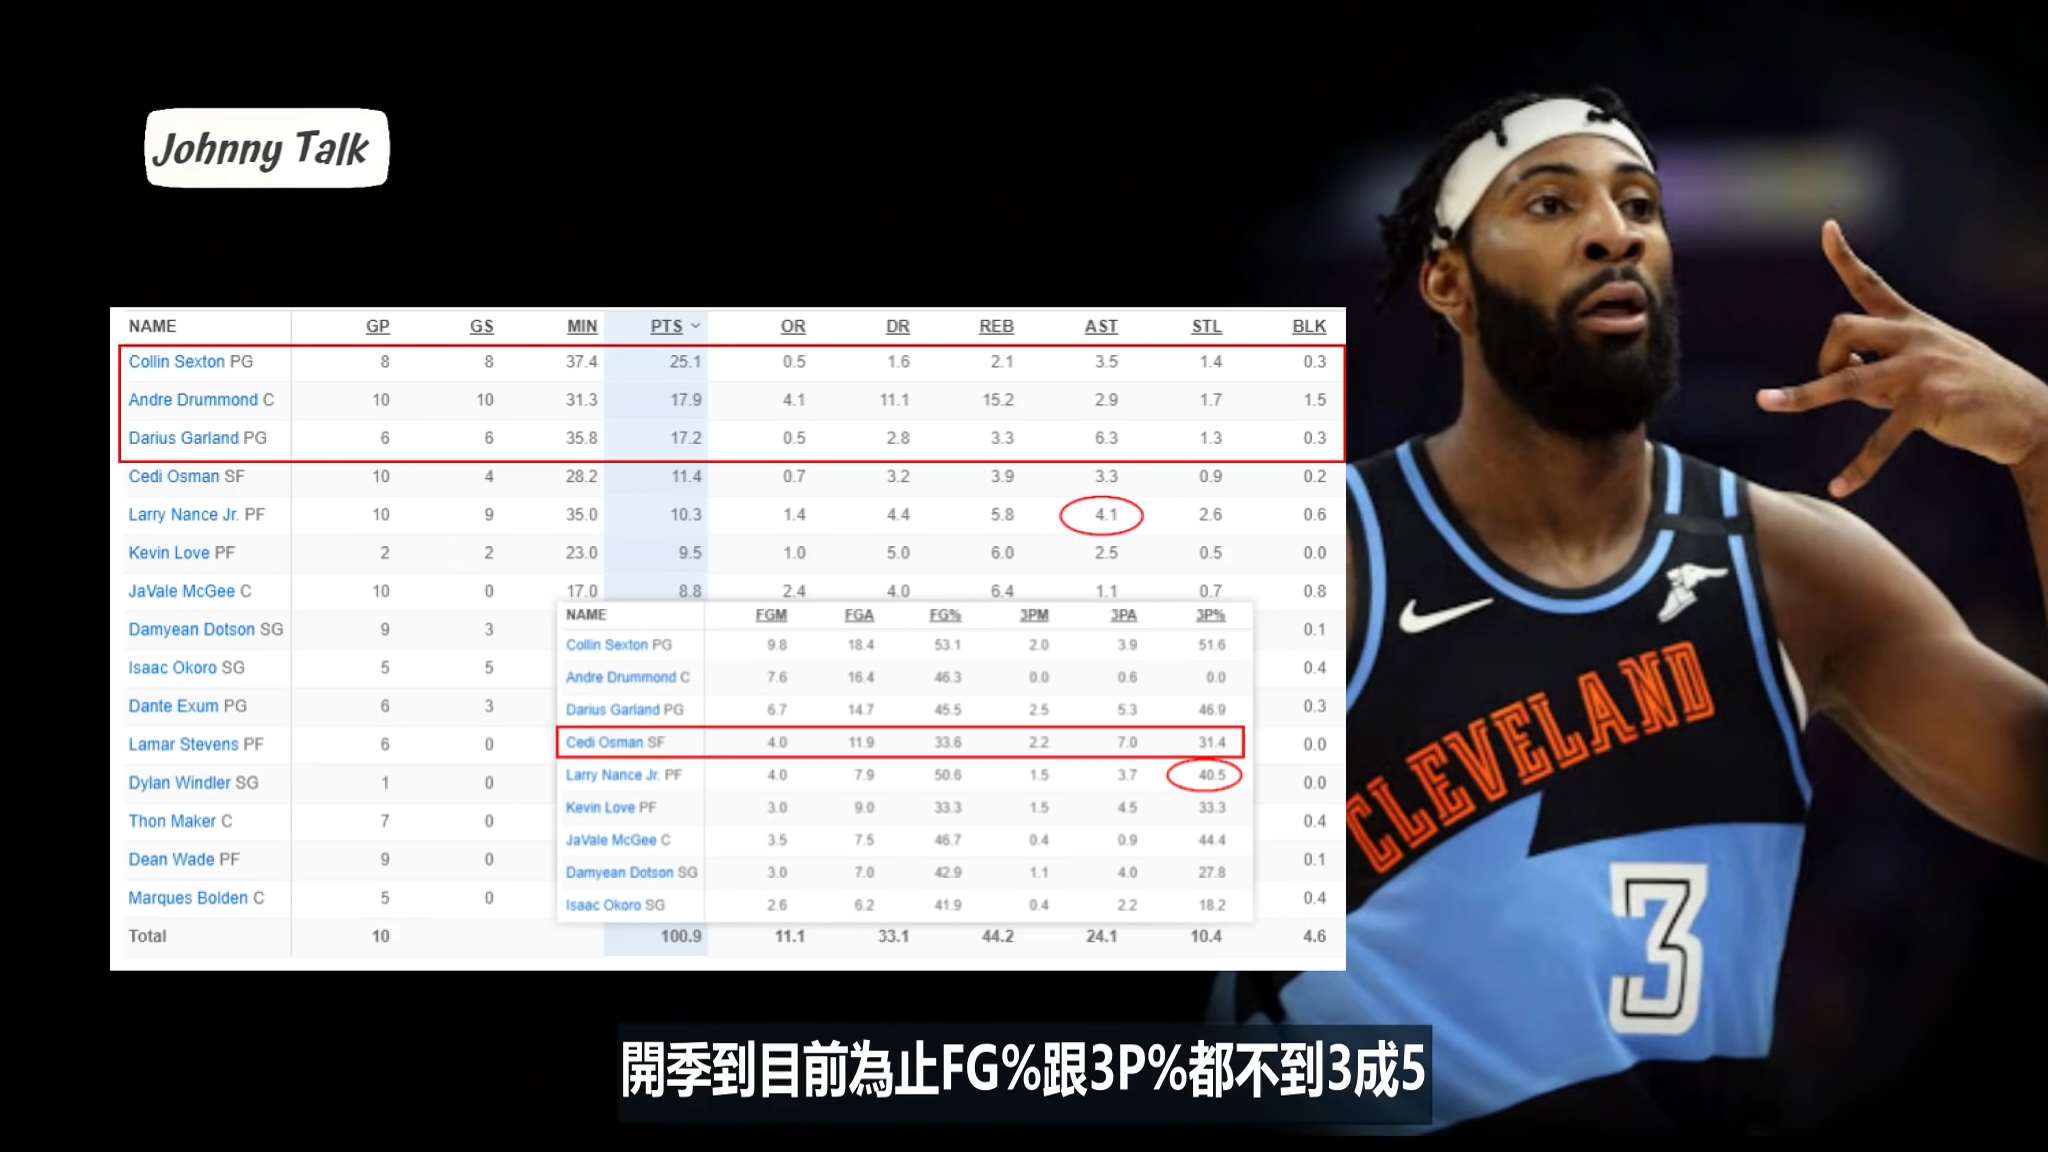 Johnny Talk
NAME GP GS MIN PTS OR DR REB AST STL BLK
Collin Sexton PG 8 8 37.4 25.1 0.5 1.6 2.1 3.5 1.4 0.3
Andre Drummond C 10 10 31.3 17.9 4.1 11.1 15.2 2.9 1.7 1.5
Darius Garland PG 6 6 35.8 17.2 0.5 2.8 3.3 6.3 1.3 0.3
Cedi Osman SF 10 4 28.2 11.4 0.7 3.2 3.9 3.3 0.9 0.2
Larry Nance Jr. PF 10 9 35.0 10.3 1.4 4.4 5.8 4.1 2.6 0.6
Kevin Love PF 2 2 23.0 9.5 1.0 5.0 6.0 2.5 0.5 0.0
JaVale McGee C 10 0 17.0 8.8 2.4 4.0 6.4 1.1 0.7 0.8
Damyean Dotson SG 9 3 0.1
Isaac Okoro SG 5 5 0.4
Dante Exum PG 6 3 0.3
Lamar Stevens PF 6 0 0.0
Dylan Windler SG 1 0 0.0
Thon Maker C 7 0 0.4
Dean Wade PF 9 0 0.1
Marques Bolden C 5 0 0.4
Total 10 100.9 11.1 33.1 44.2 24.1 10.4 4.6
NAME FGM FGA FG% 3PM 3PA 3P%
Collin Sexton PG 9.8 18.4 53.1 2.0 3.9 51.6
Andre Drummond C 7.6 16.4 46.3 0.0 0.6 0.0
Darius Garland PG 6.7 14.7 45.5 2.5 5.3 46.9
Cedi Osman SF 4.0 11.9 33.6 2.2 7.0 31.4
Larry Nance Jr. PF 4.0 7.9 50.6 1.5 3.7 40.5
Kevin Love PF 3.0 9.0 33.3 1.5 4.5 33.3
JaVale McGee C 3.5 7.5 46.7 0.4 0.9 44.4
Damyean Dotson SG 3.0 7.0 42.9 1.1 4.0 27.8
Isaac Okoro SG 2.6 6.2 41.9 0.4 2.2 18.2
CLEVELAND
3
開季到目前為止FG%跟3P%都不到3成5